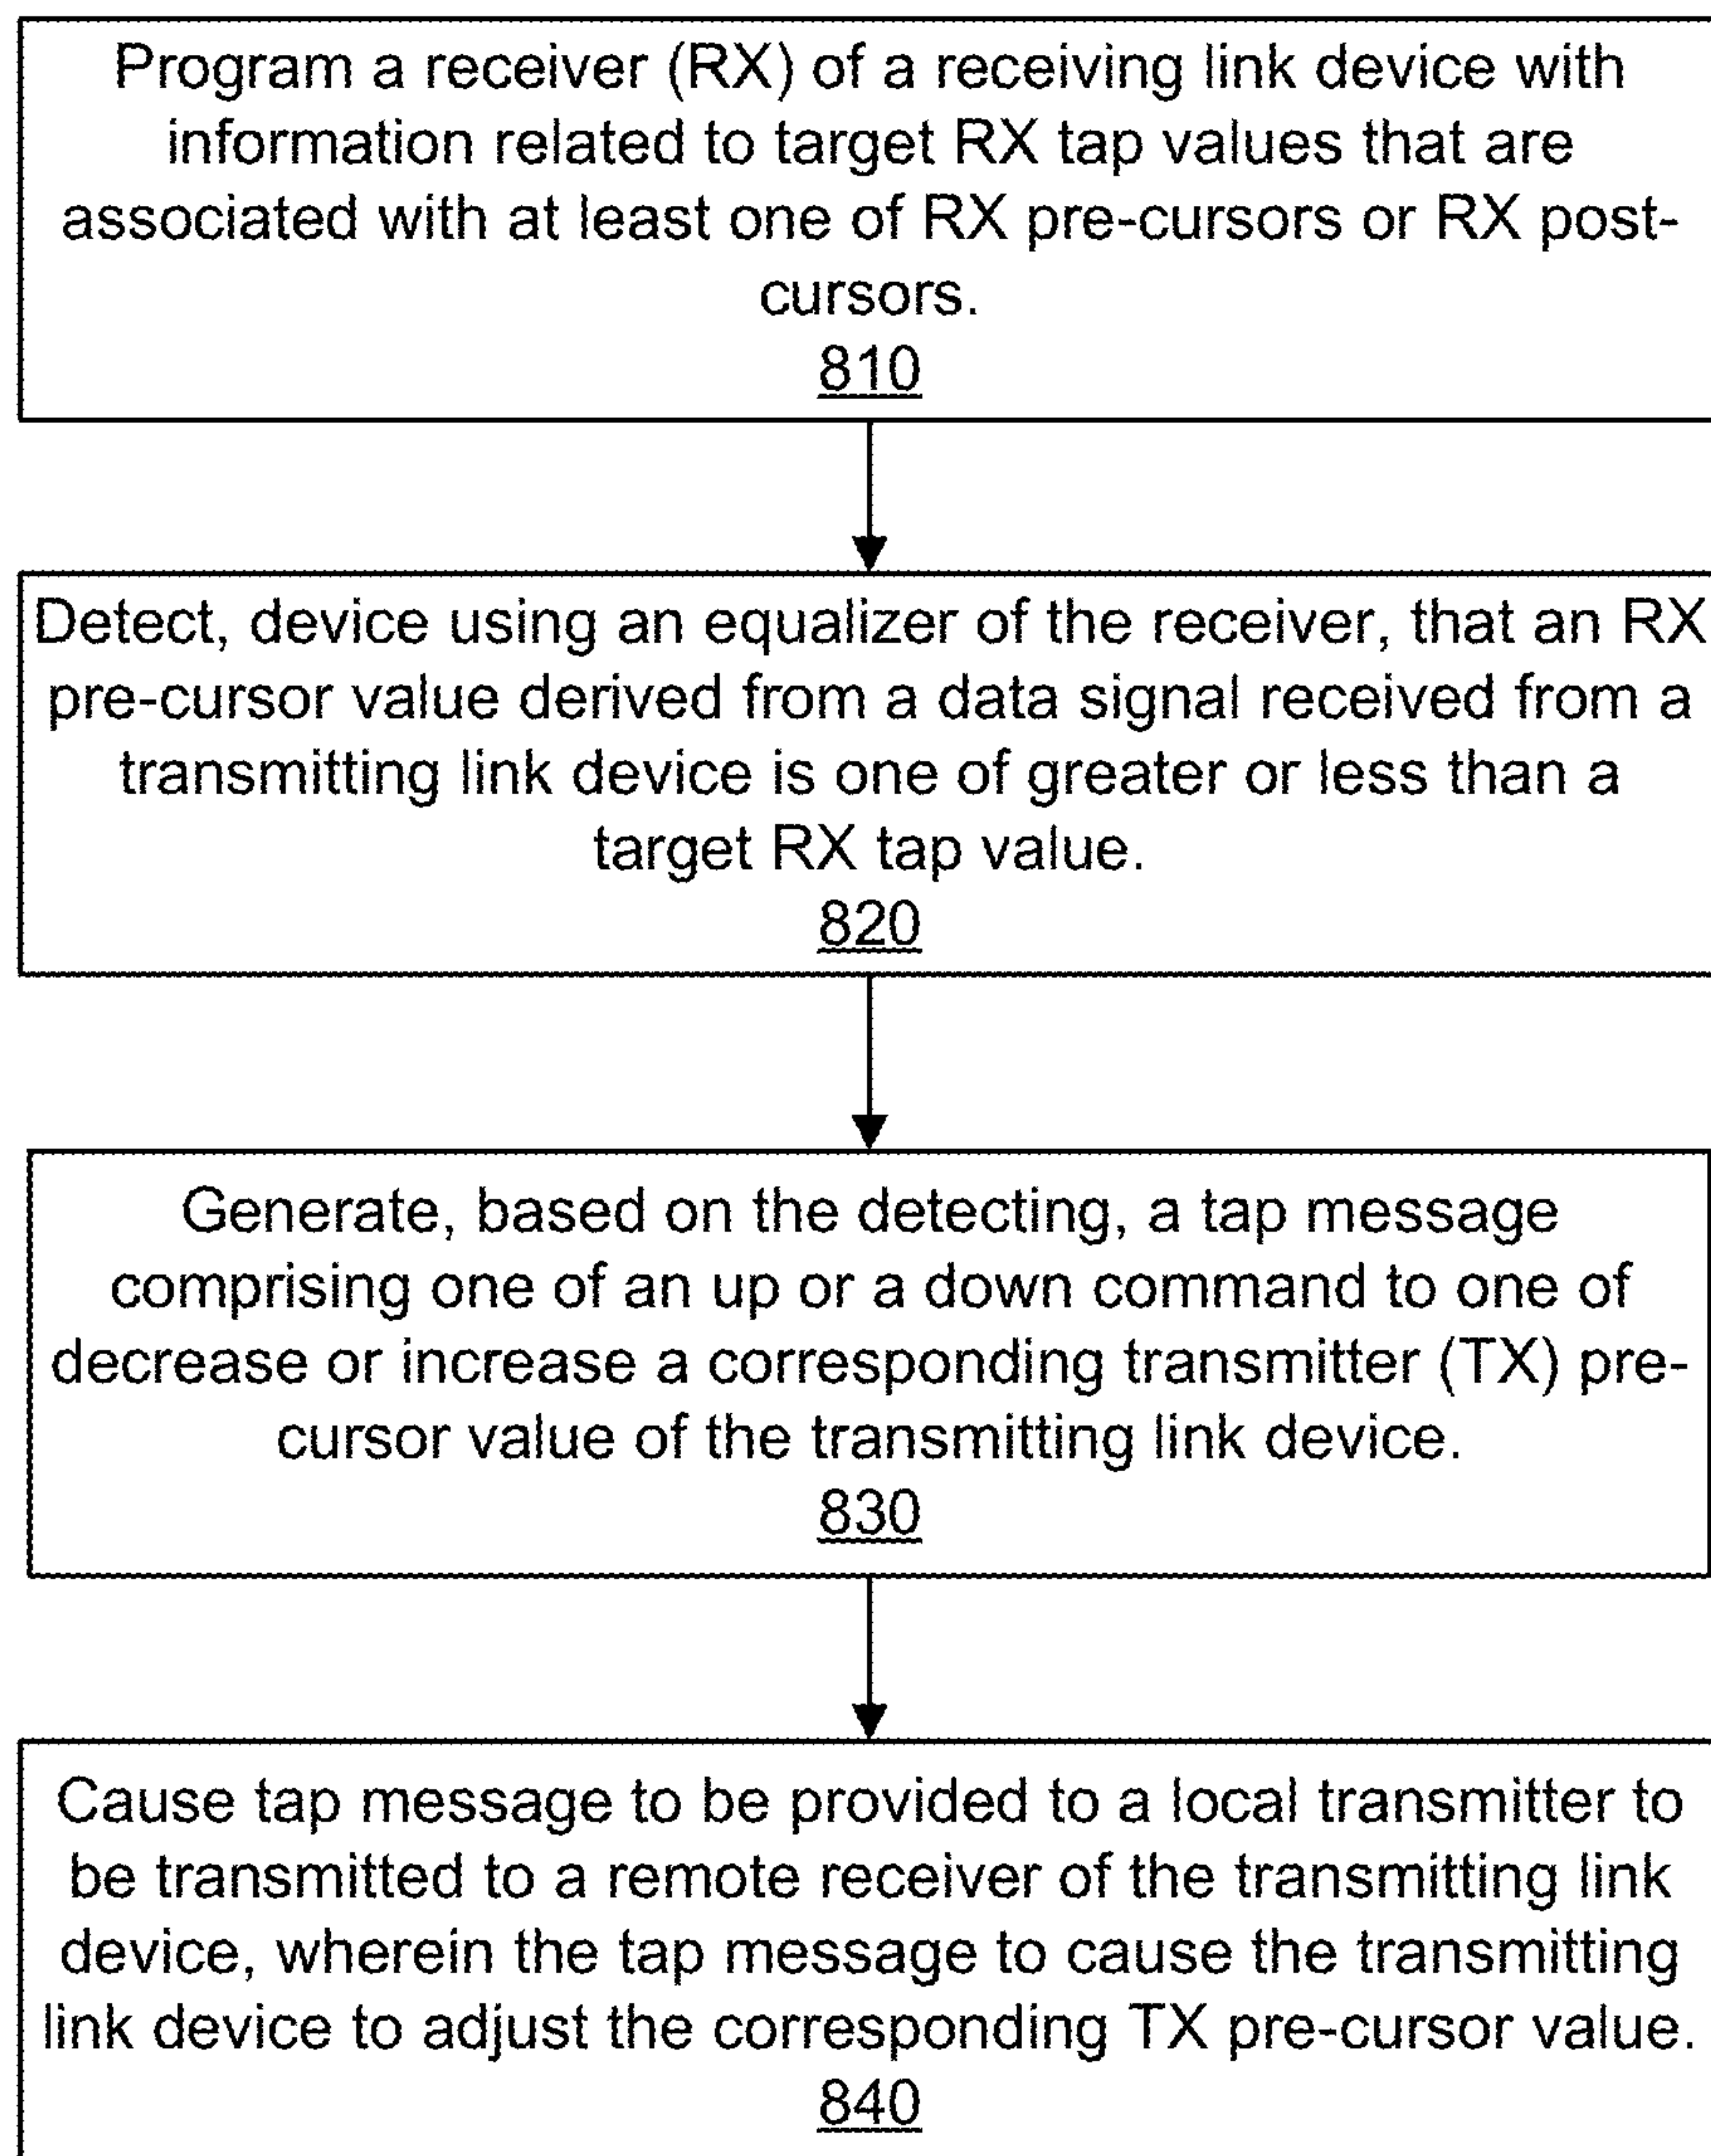 Program a receiver (RX) of a receiving link device with
information related to target RX tap values that are
associated with at least one of RX pre-cursors or RX post-
cursors.
810
Detect, device using an equalizer of the receiver, that an RX
pre-cursor value derived from a data signal received from a
transmitting link device is one of greater or less than a
target RX tap value.
820
Generate, based on the detecting, a tap message
comprising one of an up or a down command to one of
decrease or increase a corresponding transmitter (TX) pre-
cursor value of the transmitting link device.
830
Cause tap message to be provided to a local transmitter to
be transmitted to a remote receiver of the transmitting link
device, wherein the tap message to cause the transmitting
link device to adjust the corresponding TX pre-cursor value.
840